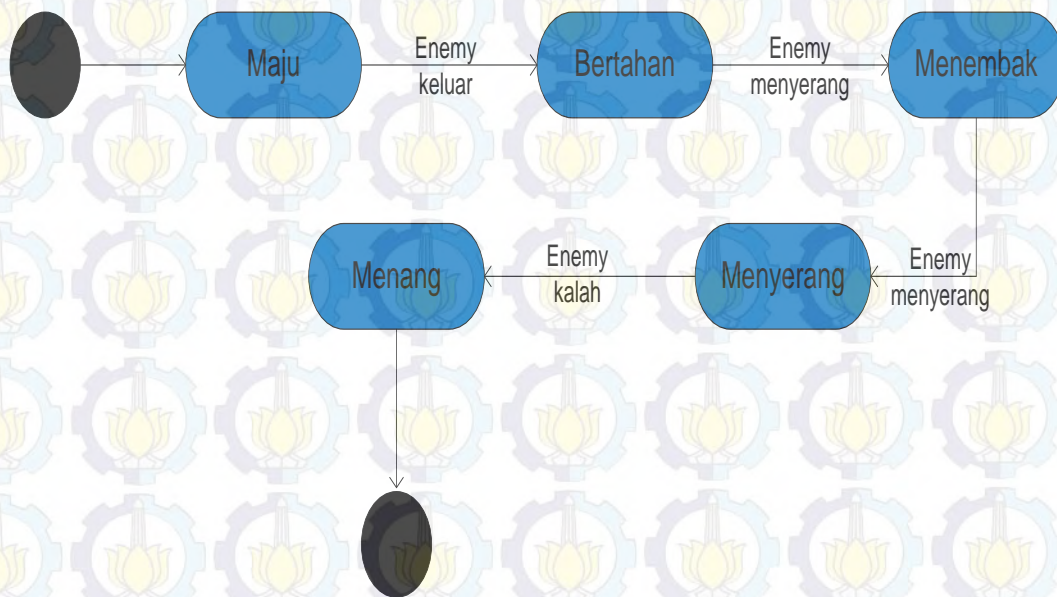 Maju
Enemy
keluar
Bertahan
Enemy
menyerang
Menembak
Menang
Enemy
kalah
Menyerang
Enemy
menyerang